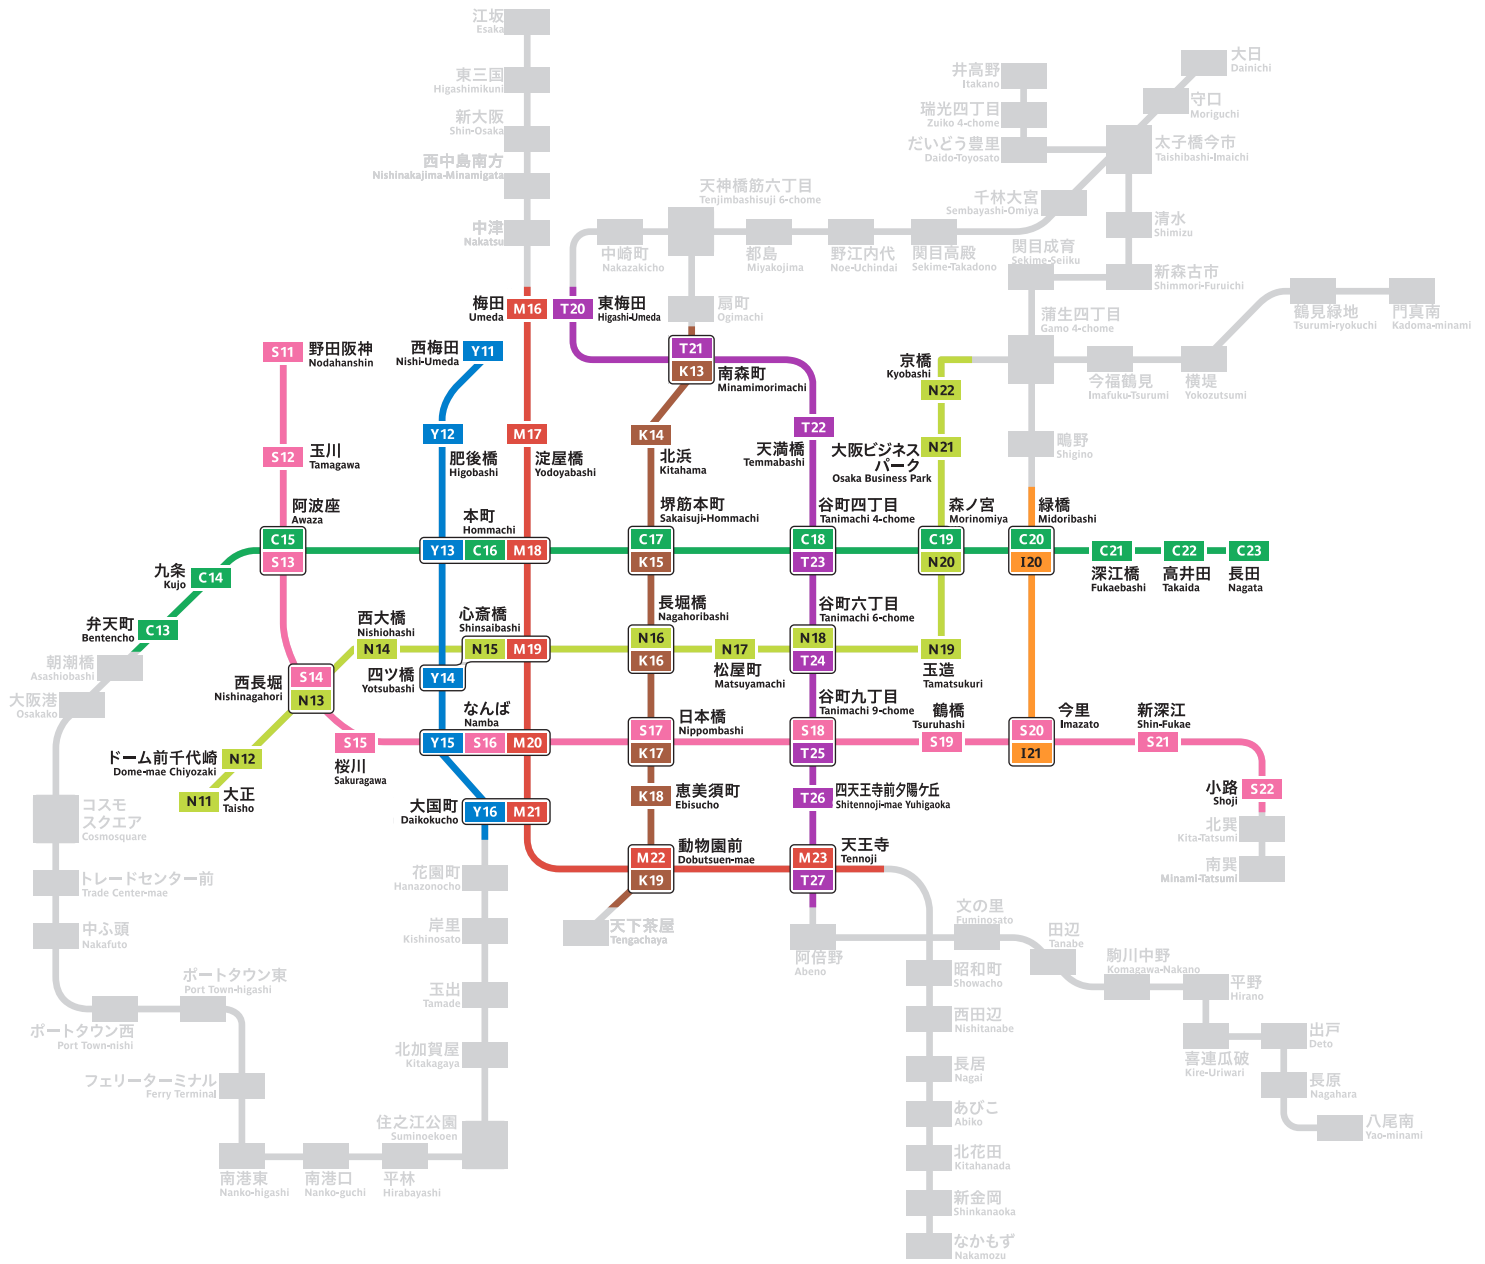 江坂
Esaka
東三国
Higashimikuni
新大阪
Shin-Osaka
西中島南方
Nishinakajima-Minamigata
中津
Nakatsu
大日
Dainichi
守口
Moriguchi
太子橋今市
Taishibashi-Imaichi
井高野
Itakano
瑞光四丁目
Zuiko 4-chome
だいどう豊里
Daido-Toyosato
千林大宮
Sembayashi-Omiya
清水
Shimizu
新森古市
Shimmori-Furuichi
関目成育
Sekime-Seiiku
天神橋筋六丁目
Tenjimbashisuji 6-chome
中崎町
Nakazakicho
都島
Miyakojima
野江内代
Noe-Uchindai
関目高殿
Sekime-Takadono
扇町
Ogimachi
蒲生四丁目
Gamo 4-chome
鶴見緑地
Tsurumi-ryokuchi
門真南
Kadoma-minami
今福鶴見
Imafuku-Tsurumi
横堤
Yokozutsumi
鴫野
Shigino
梅田
Umeda
M16
T20
東梅田
Higashi-Umeda
S11
野田阪神
Nodahanshin
西梅田
Nishi-Umeda
Y11
T21
K13
南森町
Minamimorimachi
京橋
Kyobashi
N22
S12
玉川
Tamagawa
Y12
肥後橋
Higobashi
M17
淀屋橋
Yodoyabashi
K14
北浜
Kitahama
T22
天満橋
Temmabashi
大阪ビジネス
パーク
Osaka Business Park
N21
阿波座
Awaza
C15
S13
本町
Hommachi
Y13
C16
M18
堺筋本町
Sakaisuji-Hommachi
C17
K15
谷町四丁目
Tanimachi 4-chome
C18
T23
森ノ宮
Morinomiya
C19
N20
緑橋
Midoribashi
C20
I20
C21
深江橋
Fukaebashi
C22
高井田
Takaida
C23
長田
Nagata
九条
Kujo
C14
弁天町
Bentencho
C13
朝潮橋
Asashiobashi
大阪港
Osakako
西大橋
Nishiohashi
N14
心斎橋
Shinsaibashi
N15
M19
四ツ橋
Yotsubashi
Y14
長堀橋
Nagahoribashi
N16
K16
N17
松屋町
Matsuyamachi
谷町六丁目
Tanimachi 6-chome
N18
T24
N19
玉造
Tamatsukuri
西長堀
Nishinagahori
S14
N13
S15
桜川
Sakuragawa
なんば
Namba
Y15
S16
M20
日本橋
Nippombashi
S17
K17
谷町九丁目
Tanimachi 9-chome
S18
T25
鶴橋
Tsuruhashi
S19
今里
Imazato
S20
I21
新深江
Shin-Fukae
S21
ドーム前千代崎
Dome-mae Chiyozaki
N12
N11
大正
Taisho
大国町
Daikokucho
Y16
M21
K18
恵美須町
Ebisucho
T26
四天王寺前夕陽ケ丘
Shitennoji-mae Yuhigaoka
小路
Shoji
S22
北巽
Kita-Tatsumi
南巽
Minami-Tatsumi
M22
K19
動物園前
Dobutsuen-mae
M23
T27
天王寺
Tennoji
コスモ
スクエア
Cosmosquare
トレードセンター前
Trade Center-mae
中ふ頭
Nakafuto
ポートタウン西
Port Town-nishi
ポートタウン東
Port Town-higashi
フェリーターミナル
Ferry Terminal
南港東
Nanko-higashi
南港口
Nanko-guchi
平林
Hirabayashi
住之江公園
Suminoekoen
花園町
Hanazonocho
岸里
Kishinosato
玉出
Tamade
北加賀屋
Kitakagaya
天下茶屋
Tengachaya
阿倍野
Abeno
文の里
Fuminosato
田辺
Tanabe
駒川中野
Komagawa-Nakano
平野
Hirano
喜連瓜破
Kire-Uriwari
出戸
Deto
長原
Nagahara
八尾南
Yao-minami
昭和町
Showacho
西田辺
Nishitanabe
長居
Nagai
あびこ
Abiko
北花田
Kitahanada
新金岡
Shinkanaoka
なかもず
Nakamozu